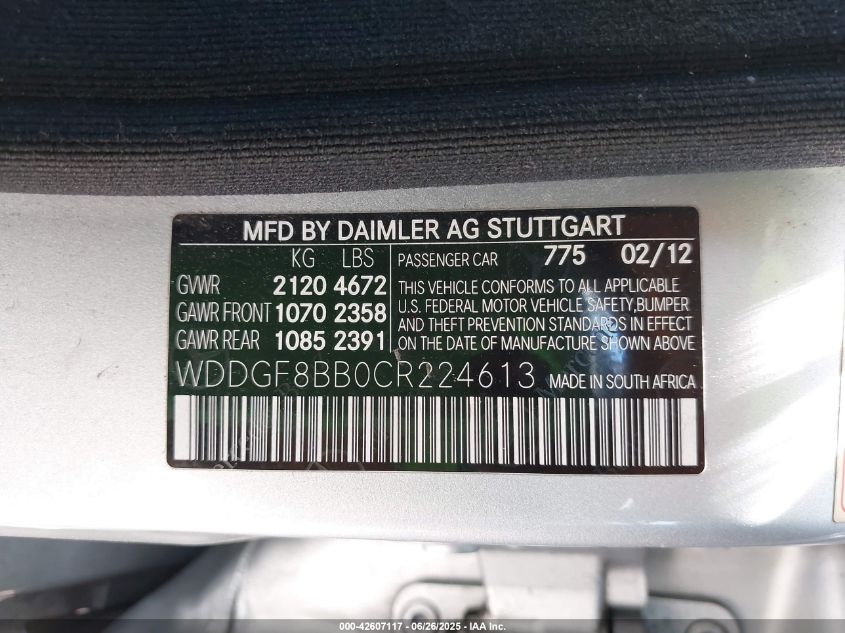 MFD BY DAIMLER AG STUTTGART
KG LBS
GVWR 2120 4672
GAWR FRONT 1070 2358
GAWR REAR 1085 2391
PASSENGER CAR 775 02/12
THIS VEHICLE CONFORMS TO ALL APPLICABLE
U.S. FEDERAL MOTOR VEHICLE SAFETY,BUMPER
AND THEFT PREVENTION STANDARDS IN EFFECT
ON THE DATE OF MANUFACTURE SHOWN ABOVE
WDDGF8BB0CR224613 MADE IN SOUTH AFRICA
000-42607117 - 06/26/2025 - IAA Inc.